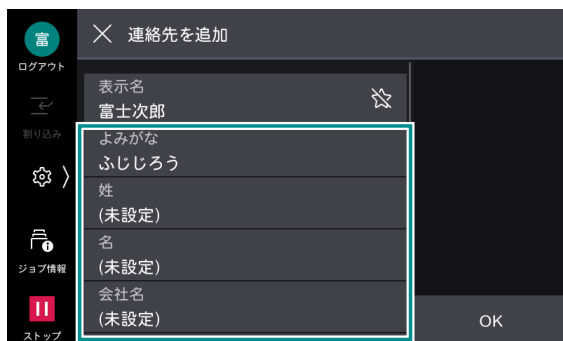 富
× 連絡先を追加
ログアウト
表示名
富士次郎
割り込み
よみがな
ふじじろう
姓
(未設定)
名
(未設定)
ジョブ情報
会社名
(未設定)
OK
ストップ